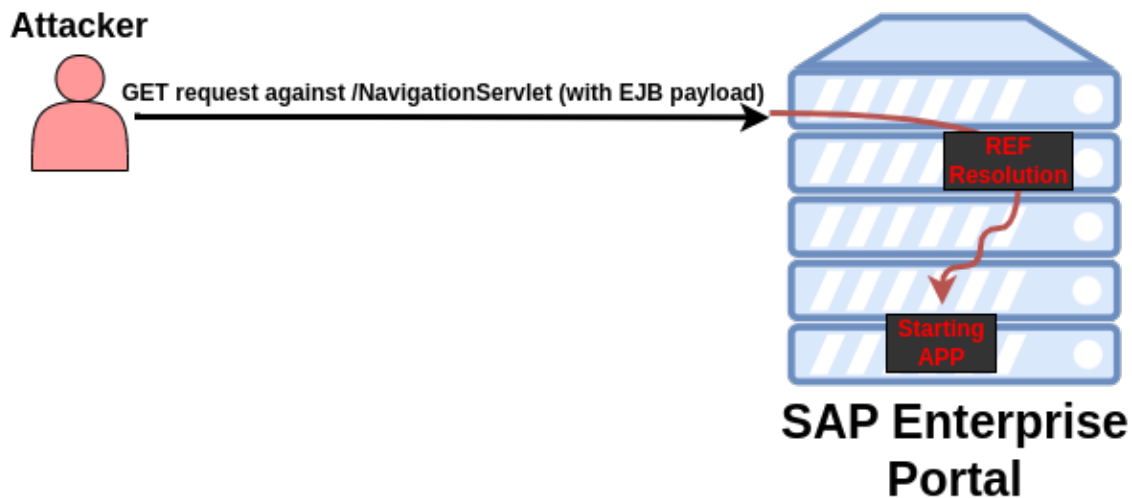 Attacker
GET request against /NavigationServlet (with EJB payload)
REF
Resolution
Starting
APP
SAP Enterprise
Portal